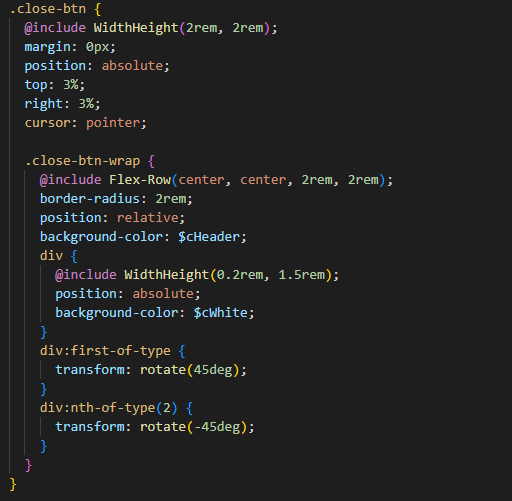 .close-btn {
@include WidthHeight(2rem, 2rem);
margin: 0px;
position: absolute;
top: 3%;
right: 3%;
cursor: pointer;
.close-btn-wrap {
@include Flex-Row(center, center, 2rem, 2rem);
border-radius: 2rem;
position: relative;
background-color: $cHeader;
div {
@include WidthHeight(0.2rem, 1.5rem);
position: absolute;
background-color: $cWhite;
}
div:first-of-type {
transform: rotate(45deg);
}
div:nth-of-type(2) {
transform: rotate(-45deg);
}
}
}